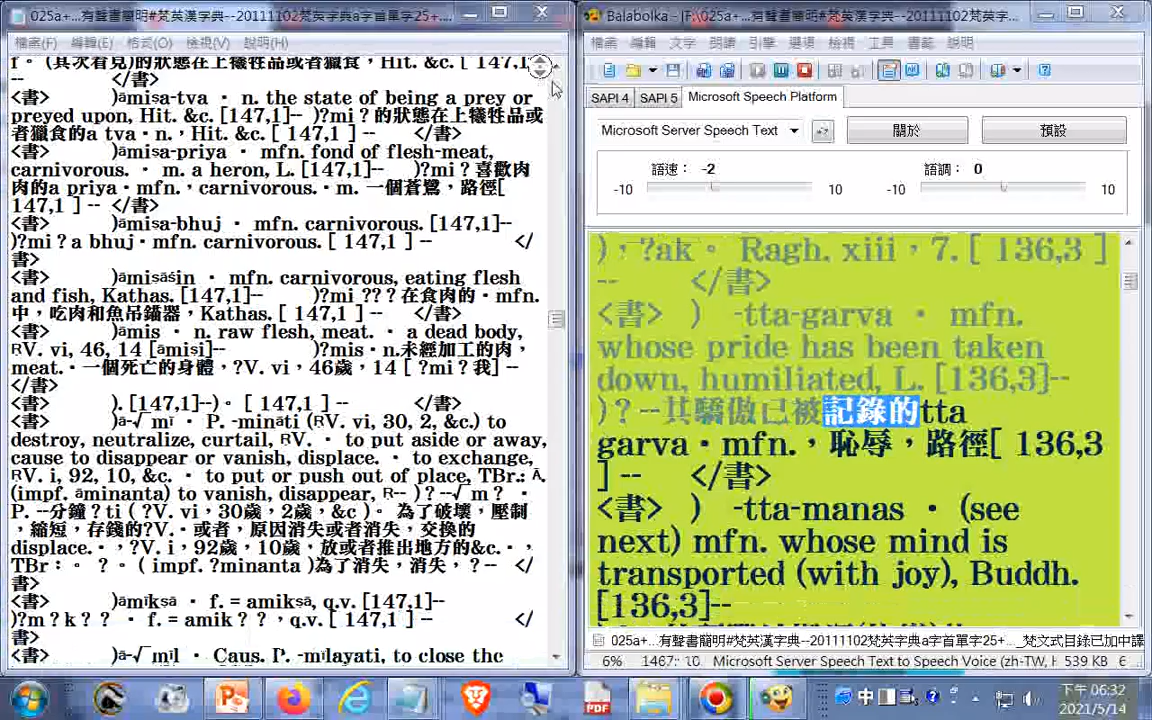 025a+...有聲書簡明#梵英漢字典--20111102梵英字典a字首單字25+...
檔案(F) 編輯(E) 格式(O) 檢視(V) 說明(H)
f。(其次看見)的狀態在上犧牲品或者獵食，Hit. &c. [ 147,1
-- </書>
<書> )āmisa-tva · n. the state of being a prey or
preyed upon, Hit. &c. [147,1]-- )?mi ? 的狀態在上犧牲品或
者獵食的a tva · n.，Hit. &c. [ 147,1 ] -- </書>
<書> )āmisa-priya · mfn. fond of flesh-meat,
carnivorous. · m. a heron, L. [147,1]-- )?mi ? 喜歡肉
肉的a priya · mfn.，carnivorous. · m. 一個蒼鷺，路徑[
147,1 ] -- </書>
<書> )āmisa-bhuj · mfn. carnivorous. [147,1]--
)?mi ? a bhuj · mfn. carnivorous. [ 147,1 ] -- </
書>
<書> )āmisāśin · mfn. carnivorous, eating flesh
and fish, Kathas. [147,1]-- )?mi ? ? ? 在食肉的 · mfn.
中，吃肉和魚吊錨器，Kathas. [ 147,1 ] -- </書>
<書> )āmis · n. raw flesh, meat. · a dead body,
RV. vi, 46, 14 [āmiṣi]-- )?mis · n.未經加工的肉，
meat. · 一個死亡的身體，?V. vi，46歲，14 [ ?mi ? 我] --
</書>
<書> ). [147,1]--)。[ 147,1 ] -- </書>
<書> )ā-√ mī · P. -mināti (RV. vi, 30, 2, &c.) to
destroy, neutralize, curtail, RV. · to put aside or away,
cause to disappear or vanish, displace. · to exchange,
RV. i, 92, 10, &c. · to put or push out of place, TBr.: Ā.
(impf. āminanta) to vanish, disappear, R-- ) ? --√ m ? ·
P. --分鐘 ? ti ( ?V. vi，30歲，2歲，&c )。為了破壞，壓制
，縮短，存錢的?V. · 或者，原因消失或者消失，交換的
displace. · ，?V. i，92歲，10歲，放或者推出地方的&c. · ，
TBr：。 ? 。( impf. ?minanta )為了消失，消失，? -- </
書>
<書> )āmīkṣā · f. = amikṣā, q.v. [147,1]--
)?m ? k ? ? · f. = amik ? ?，q.v. [ 147,1 ] -- </
書>
<書> )ā-√ mīl · Caus. P. -mīlayati, to close the
Balabolka - [F:\025a+...有聲書簡明#梵英漢字典--20111102梵英字...
檔案 編輯 文字 朗讀 引擎 選項 檢視 工具 書籤 說明
SAPI 4 SAPI 5 Microsoft Speech Platform
Microsoft Server Speech Text 關於 預設
語速： -2 語調： 0
-10 10 -10 10
)，?ak。 Ragh. xiii，7. [ 136,3 ]
-- </書>
<書> ) -tta-garva · mfn.
whose pride has been taken
down, humiliated, L. [136,3]--
) ? --其驕傲已被記錄的tta
garva · mfn.，恥辱，路徑[ 136,3
] -- </書>
<書> ) -tta-manas · (see
next) mfn. whose mind is
transported (with joy), Buddh.
[136,3]--
025a+...有聲書簡明#梵英漢字典--20111102梵英字典a字首單字25+..._梵文式目錄已加中譯
6% 1467: 10 Microsoft Server Speech Text to Speech Voice (zh-TW, H 539 KB 6
下午 06:32
2021/5/14